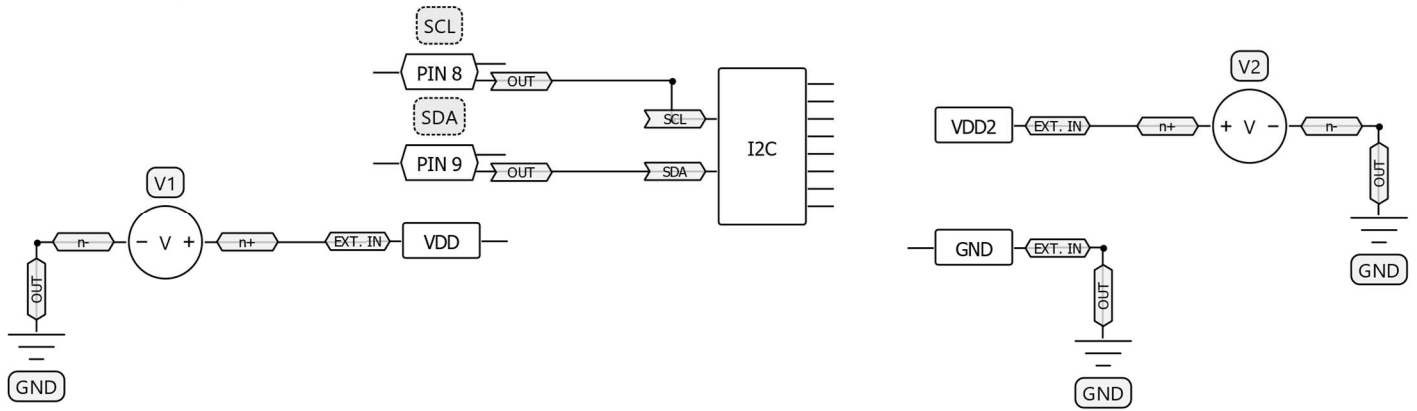 SCL
PIN 8
OUT
SCL
SDA
PIN 9
OUT
SDA
I2C
V1
n-
− V +
n+
EXT. IN
VDD
OUT
GND
V2
VDD2
EXT. IN
n+
+ V −
n-
OUT
GND
GND
EXT. IN
OUT
GND